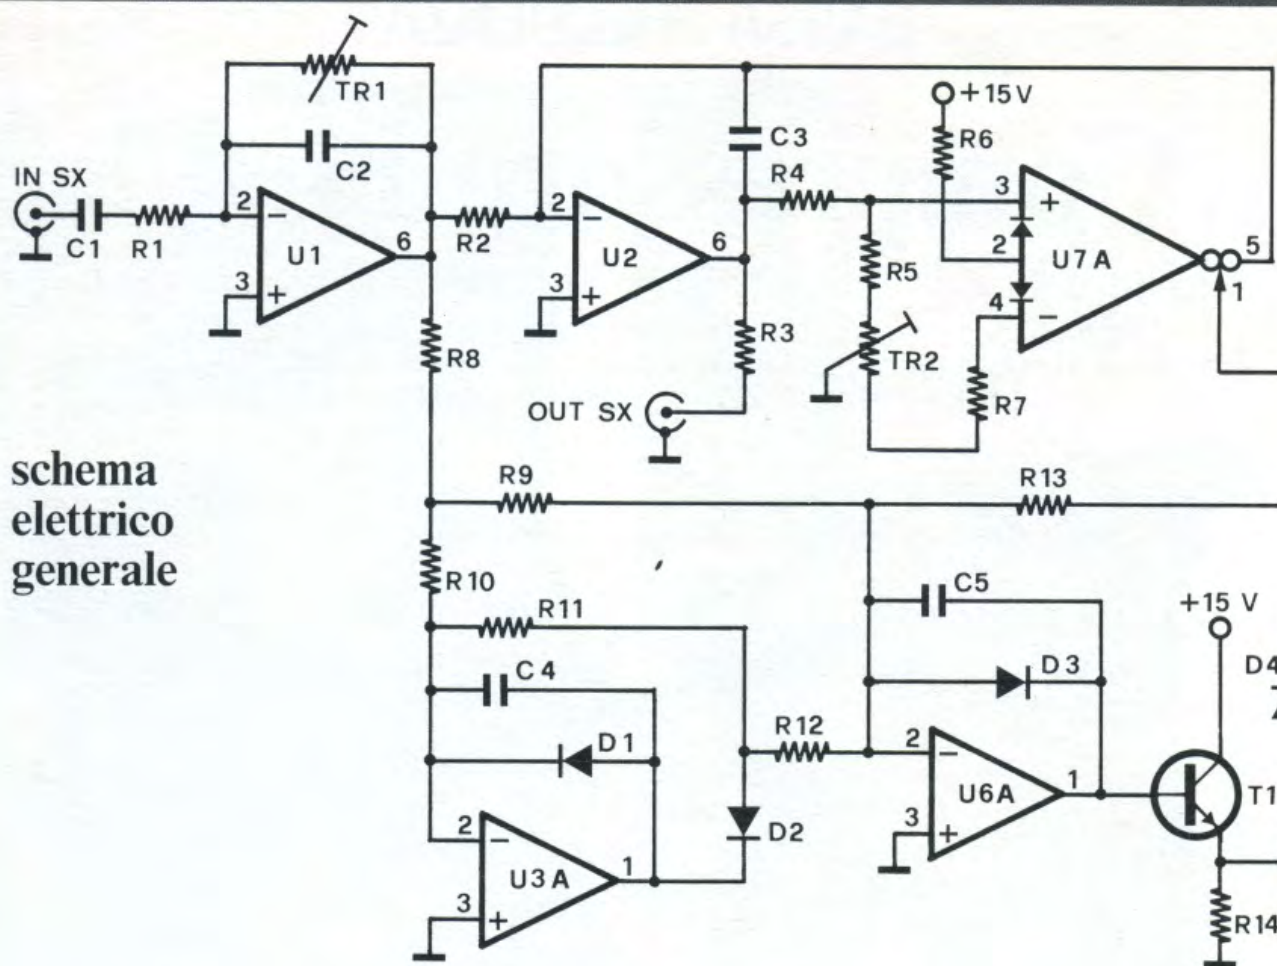 TR1
+15 V
C2
C3
R6
IN SX
R4
3
+
2
-
2
-
5
C1
R1
U1
6
R2
U2
6
2
U7A
R5
1
3
+
3
+
4
-
R3
TR2
R8
R7
OUT SX
schema
elettrico
generale
R9
R13
R10
C5
R11
+15 V
C4
D3
D4
R12
D1
2
-
U6A
1
T1
D2
3
+
2
-
U3A
1
3
+
R14